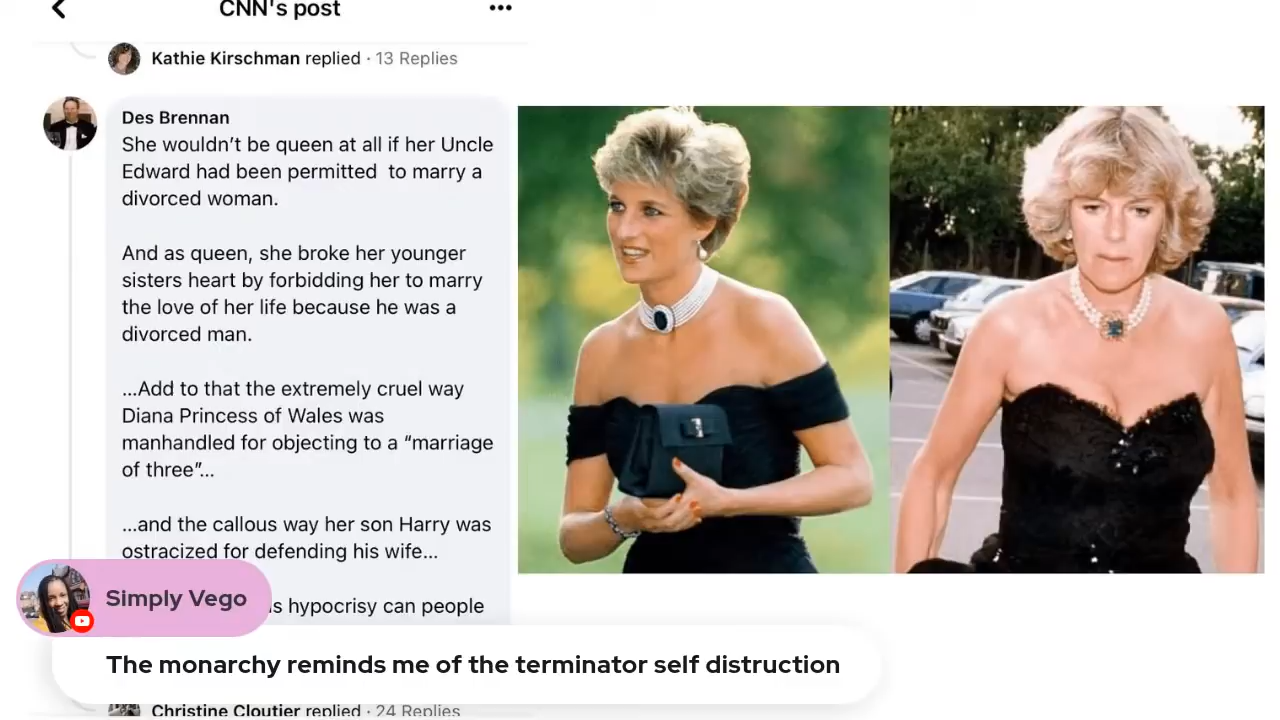 CNN's post
Kathie Kirschman replied · 13 Replies
Des Brennan
She wouldn't be queen at all if her Uncle
Edward had been permitted to marry a
divorced woman.
And as queen, she broke her younger
sisters heart by forbidding her to marry
the love of her life because he was a
divorced man.
...Add to that the extremely cruel way
Diana Princess of Wales was
manhandled for objecting to a “marriage
of three”...
...and the callous way her son Harry was
ostracized for defending his wife...
hypocrisy can people
Simply Vego
The monarchy reminds me of the terminator self distruction
Christine Cloutier replied · 24 Replies